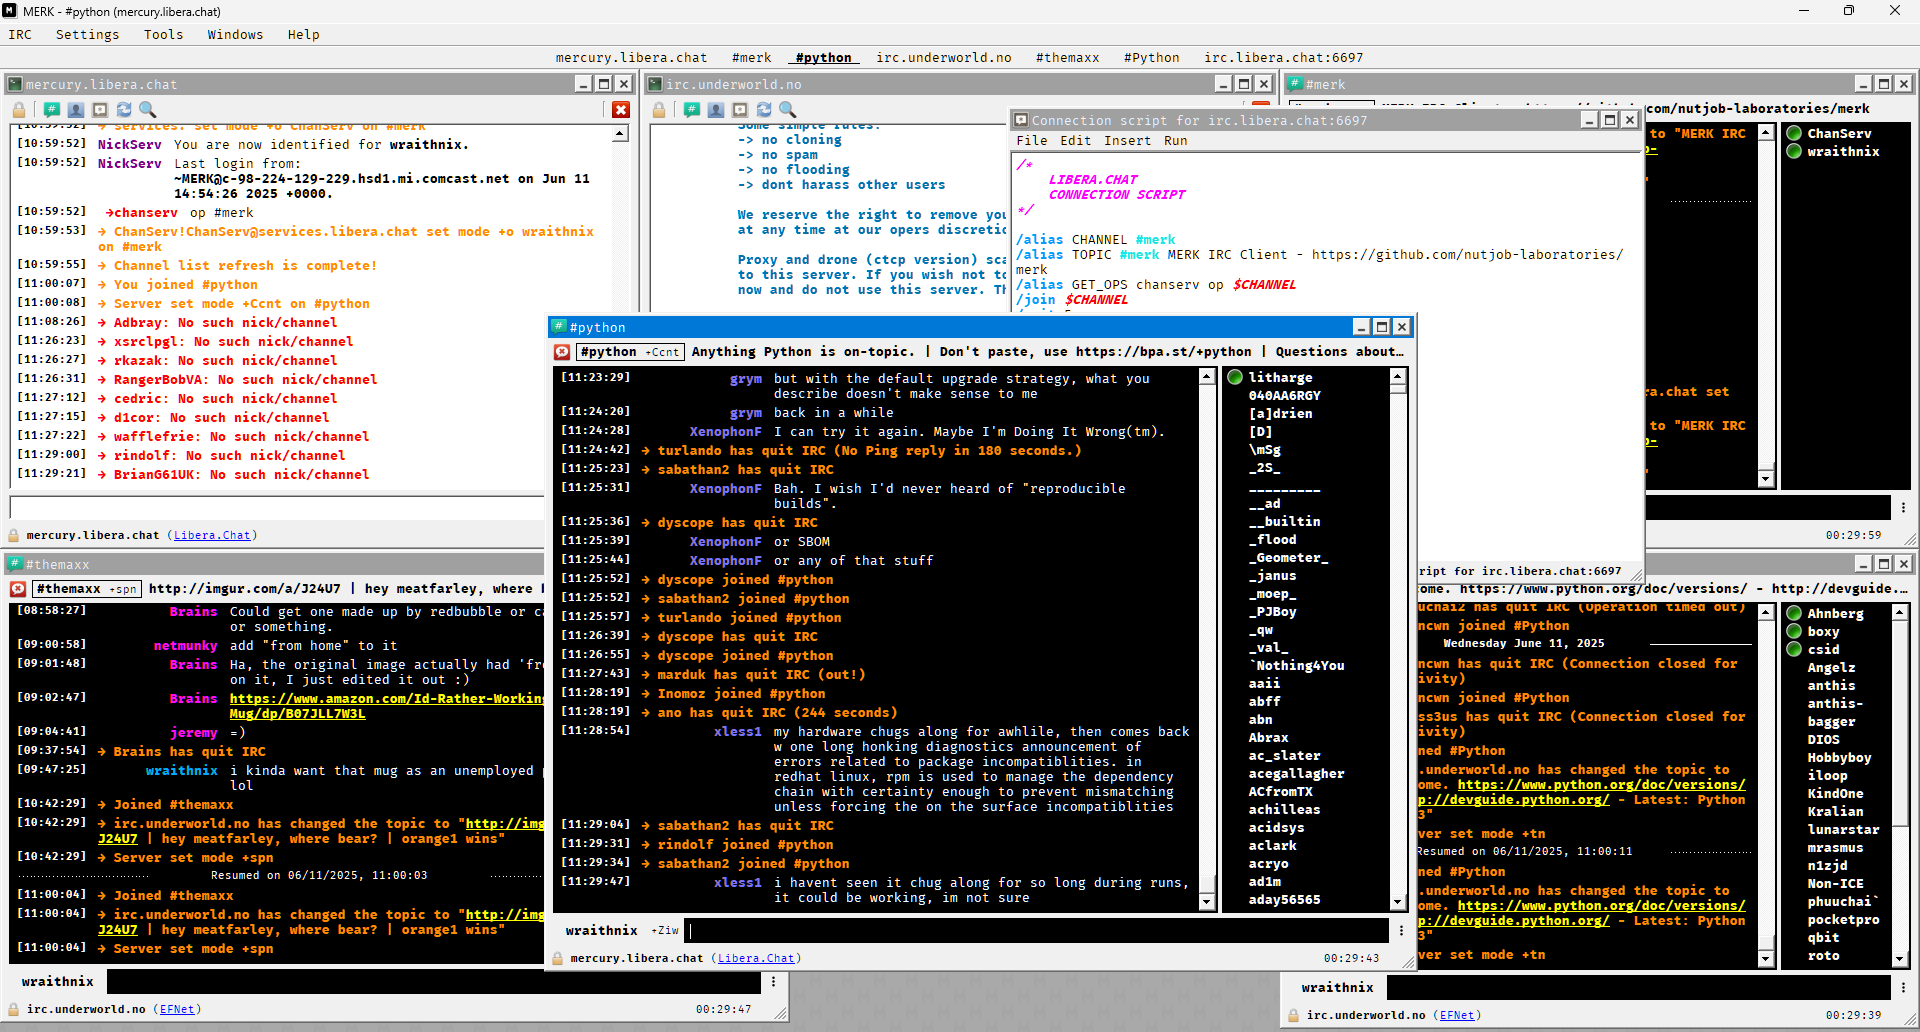 MERK - #python (mercury.libera.chat)
IRC Settings Tools Windows Help
mercury.libera.chat #merk #python irc.underworld.no #themaxx #Python irc.libera.chat:6697
mercury.libera.chat
[10:59:52] → services. set mode +o ChanServ on #merk
[10:59:52] NickServ You are now identified for wraithnix.
[10:59:52] NickServ Last login from:
~MERK@c-98-224-129-229.hsd1.mi.comcast.net on Jun 11
14:54:26 2025 +0000.
[10:59:52] →chanserv op #merk
[10:59:53] → ChanServ!ChanServ@services.libera.chat set mode +o wraithnix
on #merk
[10:59:55] → Channel list refresh is complete!
[11:00:07] → You joined #python
[11:00:08] → Server set mode +Ccnt on #python
[11:08:26] → Adbray: No such nick/channel
[11:26:23] → xsrclpgl: No such nick/channel
[11:26:27] → rkazak: No such nick/channel
[11:26:31] → RangerBobVA: No such nick/channel
[11:27:12] → cedric: No such nick/channel
[11:27:15] → d1cor: No such nick/channel
[11:27:22] → wafflefrie: No such nick/channel
[11:29:00] → rindolf: No such nick/channel
[11:29:21] → BrianG61UK: No such nick/channel
mercury.libera.chat (Libera.Chat)
irc.underworld.no
Some simple rules:
-> no cloning
-> no spam
-> no flooding
-> dont harass other users
We reserve the right to remove you
at any time at our opers discretio
Proxy and drone (ctcp version) sca
to this server. If you wish not to
now and do not use this server. Th
#merk
com/nutjob-laboratories/merk
to "MERK IRC
a.chat set
to "MERK IRC
ChanServ
wraithnix
00:29:59
Connection script for irc.libera.chat:6697
File Edit Insert Run
/*
LIBERA.CHAT
CONNECTION SCRIPT
*/
/alias CHANNEL #merk
/alias TOPIC #merk MERK IRC Client - https://github.com/nutjob-laboratories/
merk
/alias GET_OPS chanserv op $CHANNEL
/join $CHANNEL
ript for irc.libera.chat:6697
#python
#python +Ccnt Anything Python is on-topic. | Don't paste, use https://bpa.st/+python | Questions about…
[11:23:29] grym but with the default upgrade strategy, what you
describe doesn't make sense to me
[11:24:20] grym back in a while
[11:24:28] XenophonF I can try it again. Maybe I'm Doing It Wrong(tm).
[11:24:42] → turlando has quit IRC (No Ping reply in 180 seconds.)
[11:25:23] → sabathan2 has quit IRC
[11:25:31] XenophonF Bah. I wish I'd never heard of "reproducible
builds".
[11:25:36] → dyscope has quit IRC
[11:25:39] XenophonF or SBOM
[11:25:44] XenophonF or any of that stuff
[11:25:52] → dyscope joined #python
[11:25:52] → sabathan2 joined #python
[11:25:57] → turlando joined #python
[11:26:39] → dyscope has quit IRC
[11:26:55] → dyscope joined #python
[11:27:43] → marduk has quit IRC (out!)
[11:28:19] → Inomoz joined #python
[11:28:19] → ano has quit IRC (244 seconds)
[11:28:54] xless1 my hardware chugs along for awhlile, then comes back
w one long honking diagnostics announcement of
errors related to package incompatiblities. in
redhat linux, rpm is used to manage the dependency
chain with certainty enough to prevent mismatching
unless forcing the on the surface incompatiblities
[11:29:04] → sabathan2 has quit IRC
[11:29:31] → rindolf joined #python
[11:29:34] → sabathan2 joined #python
[11:29:47] xless1 i havent seen it chug along for so long during runs,
it could be working, im not sure
litharge
040AA6RGY
[a]drien
[D]
\mSg
_2S_
_________
__ad
__builtin
_flood
_Geometer_
_janus
_moep_
_PJBoy
_qw
_val_
`Nothing4You
aaii
abff
abn
Abrax
ac_slater
acegallagher
ACfromTX
achilleas
acidsys
aclark
acryo
ad1m
aday56565
wraithnix +Ziw
mercury.libera.chat (Libera.Chat) 00:29:43
#themaxx
#themaxx +spn http://imgur.com/a/J24U7 | hey meatfarley, where
[08:58:27] Brains Could get one made up by redbubble or ca
or something.
[09:00:58] netmunky add "from home" to it
[09:01:48] Brains Ha, the original image actually had 'fro
on it, I just edited it out :)
[09:02:47] Brains https://www.amazon.com/Id-Rather-Working
Mug/dp/B07JLL7W3L
[09:04:41] jeremy =)
[09:37:54] → Brains has quit IRC
[09:47:25] wraithnix i kinda want that mug as an unemployed p
lol
[10:42:29] → Joined #themaxx
[10:42:29] → irc.underworld.no has changed the topic to "http://img
J24U7 | hey meatfarley, where bear? | orange1 wins"
[10:42:29] → Server set mode +spn
Resumed on 06/11/2025, 11:00:03
[11:00:04] → Joined #themaxx
[11:00:04] → irc.underworld.no has changed the topic to "http://img
J24U7 | hey meatfarley, where bear? | orange1 wins"
[11:00:04] → Server set mode +spn
wraithnix
irc.underworld.no (EFNet) 00:29:47
ome. https://www.python.org/doc/versions/ - http://devguide.…
uchai2 has quit IRC (Operation timed out)
ncwn joined #Python
Wednesday June 11, 2025
ncwn has quit IRC (Connection closed for
ivity)
ncwn joined #Python
ss3us has quit IRC (Connection closed for
ivity)
ned #Python
.underworld.no has changed the topic to
ome. https://www.python.org/doc/versions/
p://devguide.python.org/ - Latest: Python
3"
ver set mode +tn
Resumed on 06/11/2025, 11:00:11
ned #Python
.underworld.no has changed the topic to
ome. https://www.python.org/doc/versions/
p://devguide.python.org/ - Latest: Python
3"
ver set mode +tn
Ahnberg
boxy
csid
Angelz
anthis
anthis-
bagger
DIOS
Hobbyboy
iloop
KindOne
Kralian
lunarstar
mrasmus
n1zjd
Non-ICE
phuuchai`
pocketpro
qbit
roto
wraithnix
irc.underworld.no (EFNet) 00:29:39